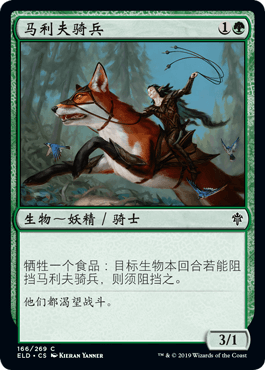 马利夫骑兵 1
生物～妖精／骑士
牺牲一个食品：目标生物本回合若能阻
挡马利夫骑兵，则须阻挡之。
他们都渴望战斗。
3/1
166/269 C
ELD • CS KIERAN YANNER
™ & © 2019 Wizards of the Coast